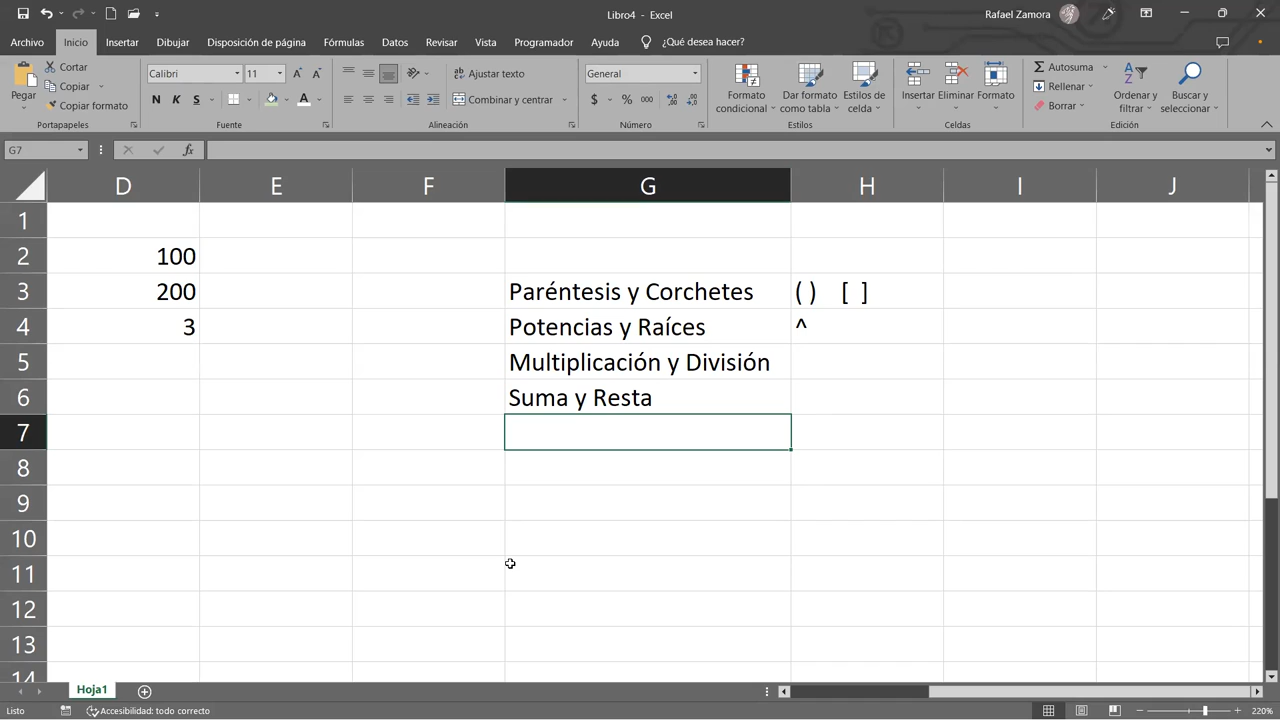 Libro4 - Excel
Rafael Zamora
Archivo Inicio Insertar Dibujar Disposición de página Fórmulas Datos Revisar Vista Programador Ayuda ¿Qué desea hacer?
Pegar
Cortar
Copiar
Copiar formato
Portapapeles
Calibri 11
N K S
Fuente
Ajustar texto
Combinar y centrar
Alineación
General
$ % 000
Número
Formato condicional
Dar formato como tabla
Estilos de celda
Estilos
Insertar Eliminar Formato
Celdas
Autosuma
Rellenar
Borrar
Ordenar y filtrar
Buscar y seleccionar
Edición
G7 fx
D E F G H I J
1
2 100
3 200 Paréntesis y Corchetes ( ) [ ]
4 3 Potencias y Raíces ^
5 Multiplicación y División
6 Suma y Resta
7
8
9
10
11
12
13
14
Hoja1
Listo Accesibilidad: todo correcto 220%